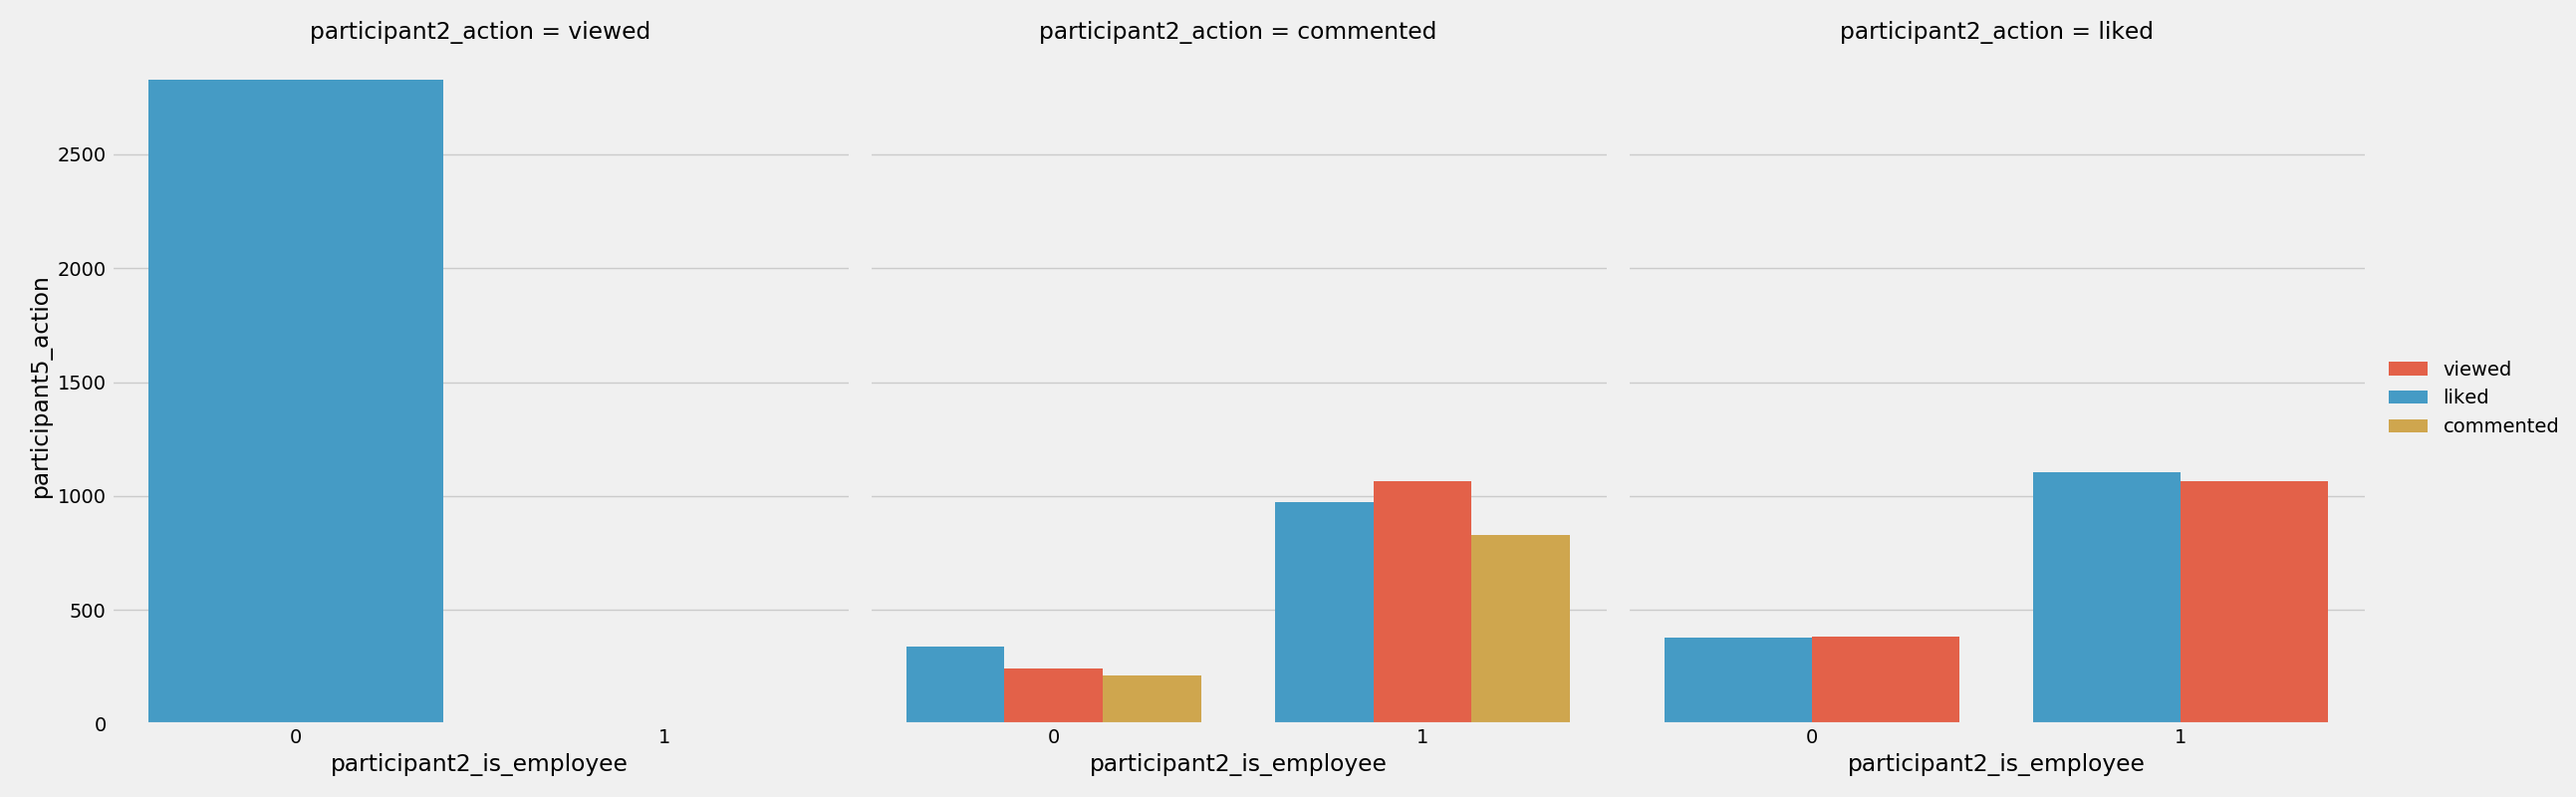 participant2_action = viewed
participant2_action = commented
participant2_action = liked
participant5_action
2500
2000
1500
1000
500
0
0
1
0
1
0
1
participant2_is_employee
participant2_is_employee
participant2_is_employee
viewed
liked
commented